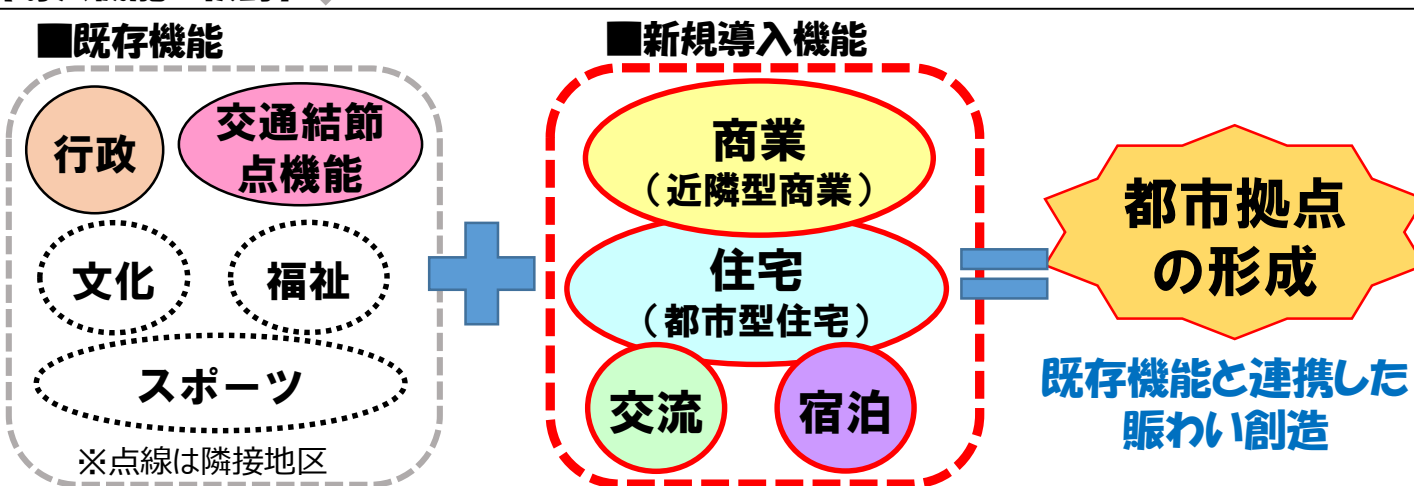 ■既存機能
行政
交通結節
点機能
文化
福祉
スポーツ
※点線は隣接地区
■新規導入機能
商業
（近隣型商業）
住宅
（都市型住宅）
交流
宿泊
都市拠点
の形成
既存機能と連携した
賑わい創造